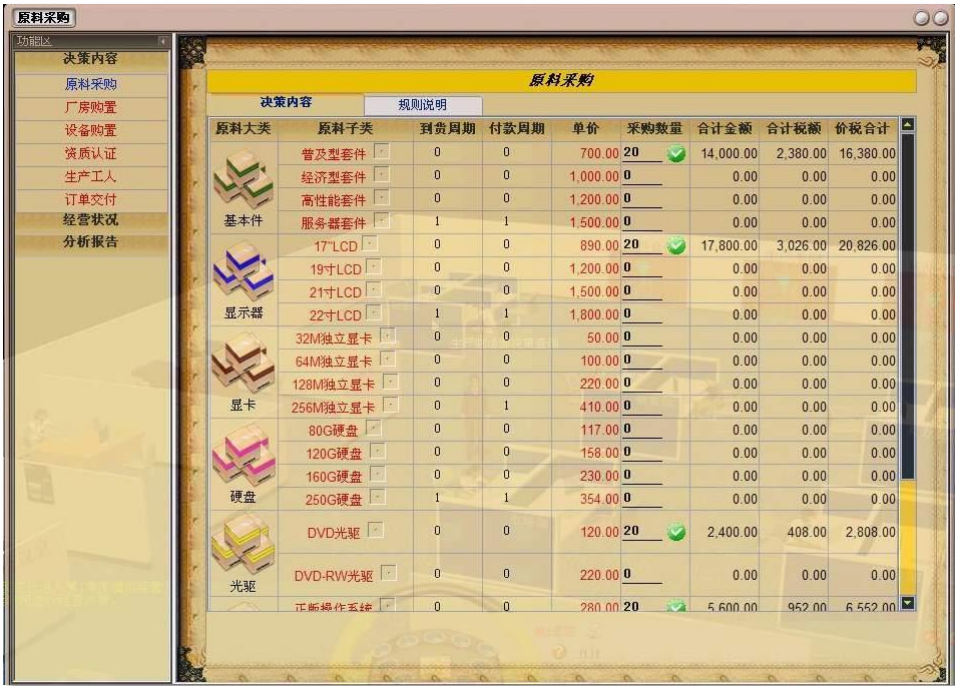 原料采购
功能区
决策内容
原料采购
厂房购置
设备购置
资质认证
生产工人
订单交付
经营状况
分析报告
原料采购
决策内容 规则说明
原料大类 原料子类 到货周期 付款周期 单价 采购数量 合计金额 合计税额 价税合计
普及型套件 0 0 700.00 20 14,000.00 2,380.00 16,380.00
经济型套件 0 0 1,000.00 0 0.00 0.00 0.00
高性能套件 0 0 1,200.00 0 0.00 0.00 0.00
基本件 服务器套件 1 1 1,500.00 0 0.00 0.00 0.00
17"LCD 0 0 890.00 20 17,800.00 3,026.00 20,826.00
19寸LCD 0 0 1,200.00 0 0.00 0.00 0.00
21寸LCD 0 0 1,500.00 0 0.00 0.00 0.00
显示器 22寸LCD 1 1 1,800.00 0 0.00 0.00 0.00
32M独立显卡 0 0 50.00 0 0.00 0.00 0.00
64M独立显卡 0 0 100.00 0 0.00 0.00 0.00
128M独立显卡 0 0 220.00 0 0.00 0.00 0.00
显卡 256M独立显卡 0 1 410.00 0 0.00 0.00 0.00
80G硬盘 0 0 117.00 0 0.00 0.00 0.00
120G硬盘 0 0 158.00 0 0.00 0.00 0.00
160G硬盘 0 0 230.00 0 0.00 0.00 0.00
硬盘 250G硬盘 1 1 354.00 0 0.00 0.00 0.00
DVD光驱 0 0 120.00 20 2,400.00 408.00 2,808.00
光驱 DVD-RW光驱 0 0 220.00 0 0.00 0.00 0.00
正版操作系统 0 0 280.00 20 5,600.00 952.00 6,552.00